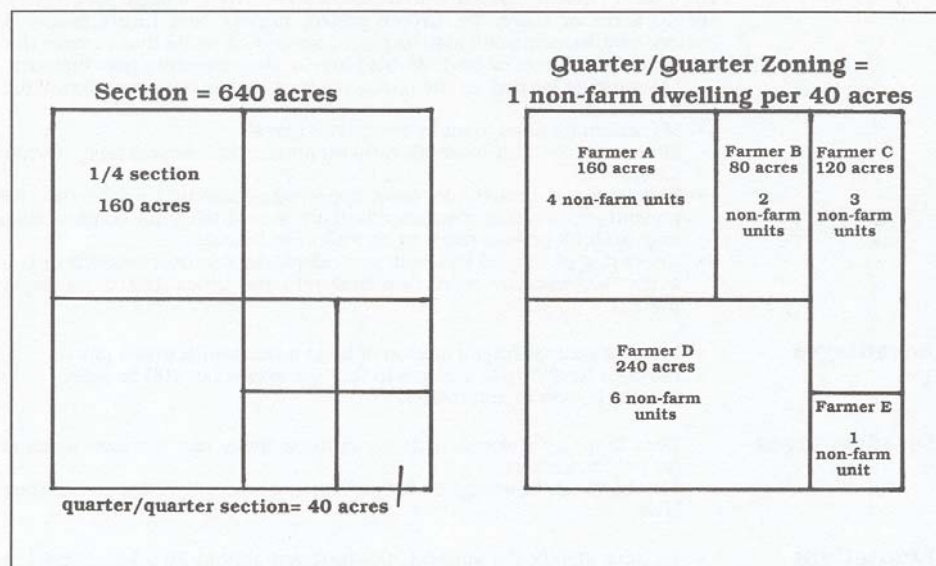 Section = 640 acres
1/4 section
160 acres
quarter/quarter section= 40 acres
Quarter/Quarter Zoning =
1 non-farm dwelling per 40 acres
Farmer A
160 acres
4 non-farm units
Farmer B
80 acres
2
non-farm
units
Farmer C
120 acres
3
non-farm
units
Farmer D
240 acres
6 non-farm
units
Farmer E
1
non-farm
unit